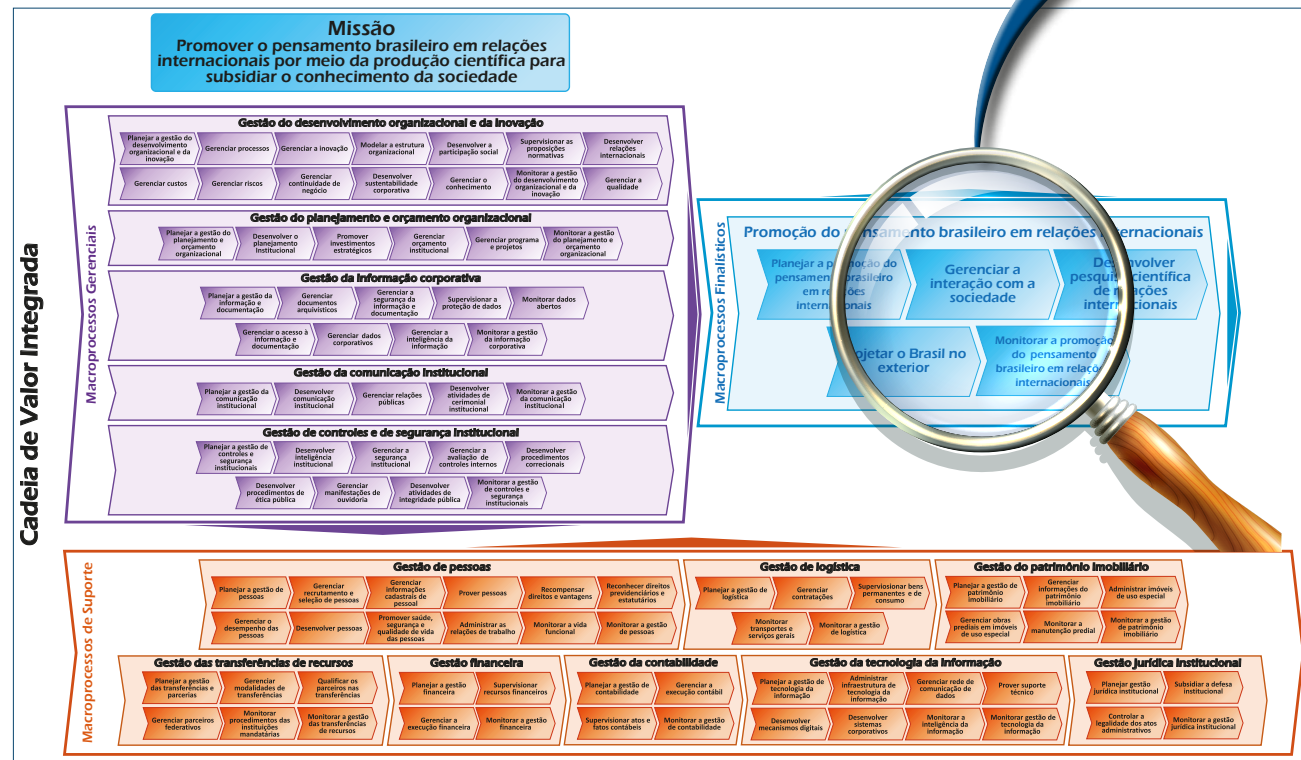 Missão
Promover o pensamento brasileiro em relações
internacionais por meio da produção científica para
subsidiar o conhecimento da sociedade
Cadeia de Valor Integrada
Macroprocessos Gerenciais
Gestão do desenvolvimento organizacional e da inovação
Planejar a gestão do
desenvolvimento
organizacional e da
inovação
Gerenciar processos
Gerenciar a inovação
Modelar a estrutura
organizacional
Desenvolver a
participação social
Supervisionar as
proposições
normativas
Desenvolver
relações
internacionais
Gerenciar custos
Gerenciar riscos
Gerenciar
continuidade de
negócio
Desenvolver
sustentabilidade
corporativa
Gerenciar o
conhecimento
Monitorar a gestão
do desenvolvimento
organizacional e da
inovação
Gerenciar a
qualidade
Gestão do planejamento e orçamento organizacional
Planejar a gestão do
planejamento e
orçamento
organizacional
Desenvolver o
planejamento
Institucional
Promover
investimentos
estratégicos
Gerenciar
orçamento
institucional
Gerenciar programa
e projetos
Monitorar a gestão
do planejamento e
orçamento
organizacional
Gestão da informação corporativa
Planejar a gestão da
informação e
documentação
Gerenciar
documentos
arquivísticos
Gerenciar a
segurança da
informação e
documentação
Supervisionar a
proteção de dados
Monitorar dados
abertos
Gerenciar o acesso à
informação e
documentação
Gerenciar dados
corporativos
Gerenciar a
inteligência da
informação
Monitorar a gestão
da informação
corporativa
Gestão da comunicação institucional
Planejar a gestão da
comunicação
institucional
Desenvolver
comunicação
institucional
Gerenciar relações
públicas
Desenvolver
atividades de
cerimonial
institucional
Monitorar a gestão
da comunicação
institucional
Gestão de controles e de segurança institucional
Planejar a gestão de
controles e
segurança
institucionais
Desenvolver
inteligência
institucional
Gerenciar a
segurança
institucional
Gerenciar a
avaliação de
controles internos
Desenvolver
procedimentos
correcionais
Desenvolver
procedimentos de
ética pública
Gerenciar
manifestações de
ouvidoria
Desenvolver
atividades de
integridade pública
Monitorar a gestão
de controles e
segurança
institucionais
Macroprocessos Finalísticos
Promoção do pensamento brasileiro em relações internacionais
Planejar a promoção do
pensamento brasileiro
em relações
internacionais
Gerenciar a
interação com a
sociedade
Desenvolver
pesquisa científica
de relações
internacionais
ojetar o Brasil no
exterior
Monitorar a promoção
do pensamento
brasileiro em relações
internacionais
Macroprocessos de Suporte
Gestão de pessoas
Planejar a gestão de
pessoas
Gerenciar
recrutamento e
seleção de pessoas
Gerenciar
informações
cadastrais de
pessoal
Prover pessoas
Recompensar
direitos e vantagens
Reconhecer direitos
previdenciários e
estatutários
Gerenciar o
desempenho das
pessoas
Desenvolver pessoas
Promover saúde,
segurança e
qualidade de vida
das pessoas
Administrar as
relações de trabalho
Monitorar a vida
funcional
Monitorar a gestão
de pessoas
Gestão de logística
Planejar a gestão de
logística
Gerenciar
contratações
Superviosionar bens
permanentes e de
consumo
Monitorar
transportes e
serviços gerais
Monitorar a gestão
de logística
Gestão do patrimônio imobiliário
Planejar a gestão de
patrimônio
imobiliário
Gerenciar
informações do
patrimônio
imobiliário
Administrar imóveis
de uso especial
Gerenciar obras
prediais em imóveis
de uso especial
Monitorar a
manutenção predial
Monitorar a gestão
de patrimônio
imobiliário
Gestão das transferências de recursos
Planejar a gestão
das transferências e
parcerias
Gerenciar
modalidades de
transferências
Qualificar os
parceiros nas
transferências
Gerenciar parceiros
federativos
Monitorar
procedimentos das
instituições
mandatárias
Monitorar a gestão
das transferências
de recursos
Gestão financeira
Planejar a gestão
financeira
Supervisionar
recursos financeiros
Gerenciar a
execução financeira
Monitorar a gestão
financeira
Gestão da contabilidade
Planejar a gestão de
contabilidade
Gerenciar a
execução contábil
Supervisionar atos e
fatos contábeis
Monitorar a gestão
de contabilidade
Gestão da tecnologia da informação
Planejar a gestão de
tecnologia da
informação
Administrar
infraestrutura de
tecnologia da
informação
Gerenciar rede de
comunicação de
dados
Prover suporte
técnico
Desenvolver
mecanismos digitais
Desenvolver
sistemas
corporativos
Monitorar a
inteligência da
informação
Monitorar gestão de
tecnologia da
informação
Gestão jurídica institucional
Planejar gestão
jurídica institucional
Subsidiar a defesa
institucional
Controlar a
legalidade dos atos
administrativos
Monitorar a gestão
jurídica institucional